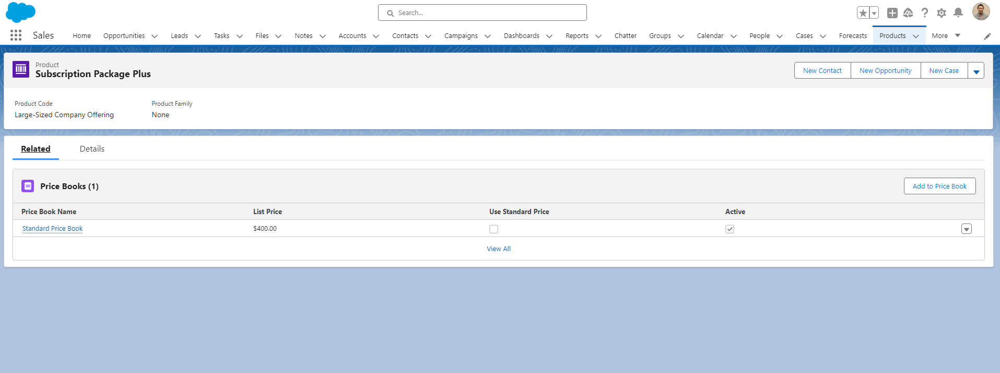 Search...
Sales Home Opportunities Leads Tasks Files Notes Accounts Contacts Campaigns Dashboards Reports Chatter Groups Calendar People Cases Forecasts Products More
Product
Subscription Package Plus
New Contact New Opportunity New Case
Product Code Product Family
Large-Sized Company Offering None
Related Details
Price Books (1) Add to Price Book
Price Book Name List Price Use Standard Price Active
Standard Price Book $400.00
View All